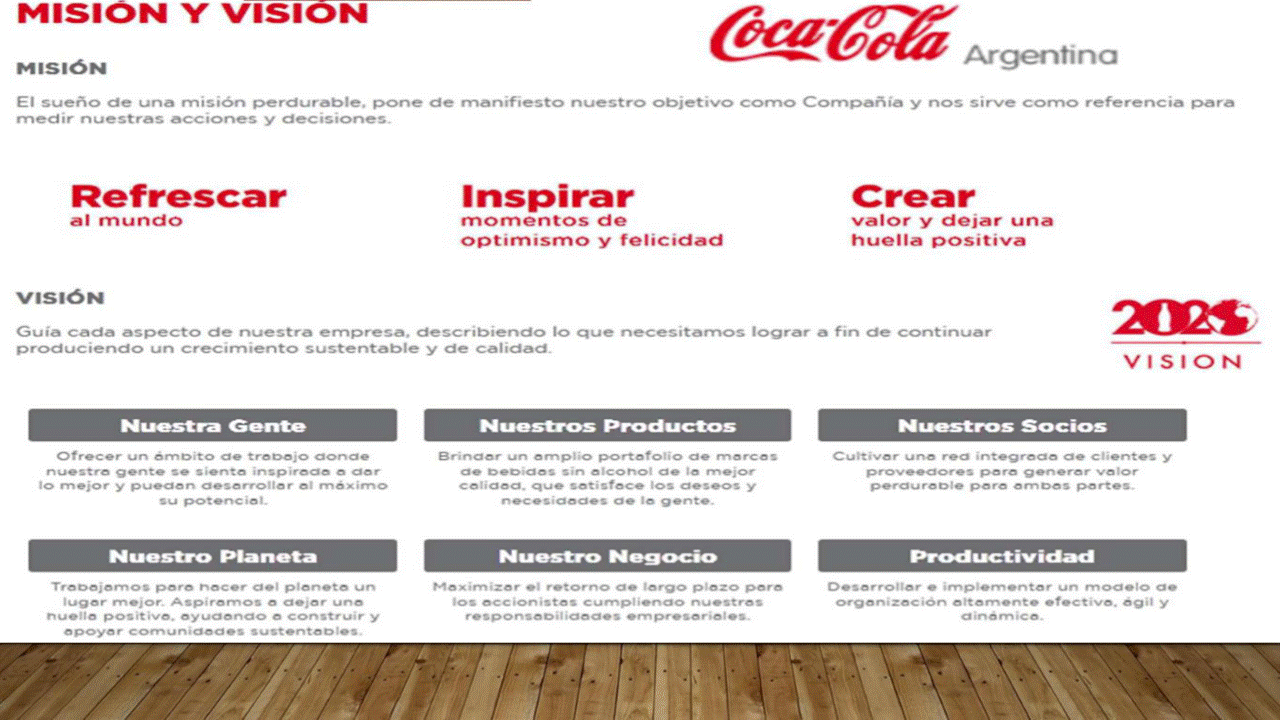 MISIÓN Y VISIÓN
Coca-Cola Argentina
MISIÓN
El sueño de una misión perdurable, pone de manifiesto nuestro objetivo como Compañía y nos sirve como referencia para
medir nuestras acciones y decisiones.
Refrescar
al mundo
Inspirar
momentos de
optimismo y felicidad
Crear
valor y dejar una
huella positiva
VISIÓN
Guía cada aspecto de nuestra empresa, describiendo lo que necesitamos lograr a fin de continuar
produciendo un crecimiento sustentable y de calidad.
2020
VISION
Nuestra Gente
Ofrecer un ámbito de trabajo donde
nuestra gente se sienta inspirada a dar
lo mejor y puedan desarrollar al máximo
su potencial.
Nuestros Productos
Brindar un amplio portafolio de marcas
de bebidas sin alcohol de la mejor
calidad, que satisface los deseos y
necesidades de la gente.
Nuestros Socios
Cultivar una red integrada de clientes y
proveedores para generar valor
perdurable para ambas partes.
Nuestro Planeta
Trabajamos para hacer del planeta un
lugar mejor. Aspiramos a dejar una
huella positiva, ayudando a construir y
apoyar comunidades sustentables.
Nuestro Negocio
Maximizar el retorno de largo plazo para
los accionistas cumpliendo nuestras
responsabilidades empresariales.
Productividad
Desarrollar e implementar un modelo de
organización altamente efectiva, ágil y
dinámica.